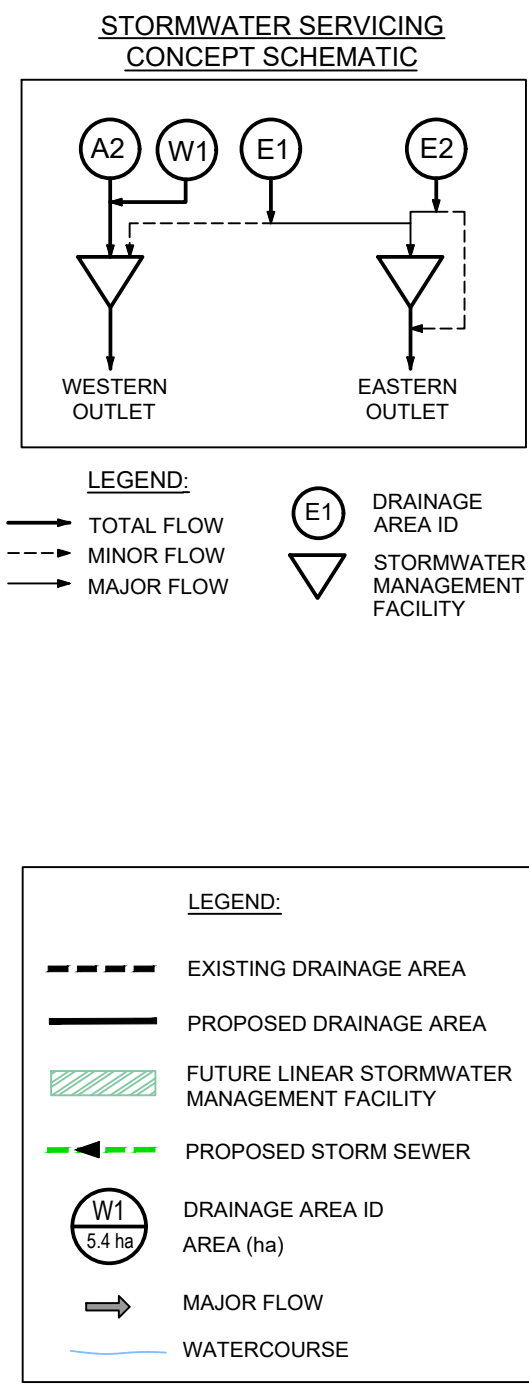 STORMWATER SERVICING
CONCEPT SCHEMATIC
A2
W1
E1
E2
WESTERN
OUTLET
EASTERN
OUTLET
LEGEND:
TOTAL FLOW
MINOR FLOW
MAJOR FLOW
E1
DRAINAGE
AREA ID
STORMWATER
MANAGEMENT
FACILITY
LEGEND:
EXISTING DRAINAGE AREA
PROPOSED DRAINAGE AREA
FUTURE LINEAR STORMWATER
MANAGEMENT FACILITY
PROPOSED STORM SEWER
W1
5.4 ha
DRAINAGE AREA ID
AREA (ha)
MAJOR FLOW
WATERCOURSE